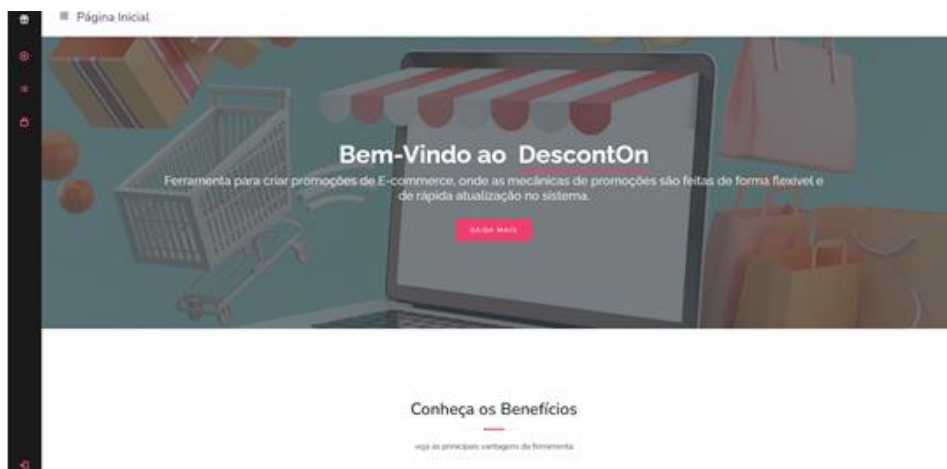 Página Inicial
Bem-Vindo ao DescontOn
Ferramenta para criar promoções de E-commerce, onde as mecânicas de promoções são feitas de forma flexível e
de rápida atualização no sistema.
SAIBA MAIS
Conheça os Benefícios
veja as principais vantagens da ferramenta